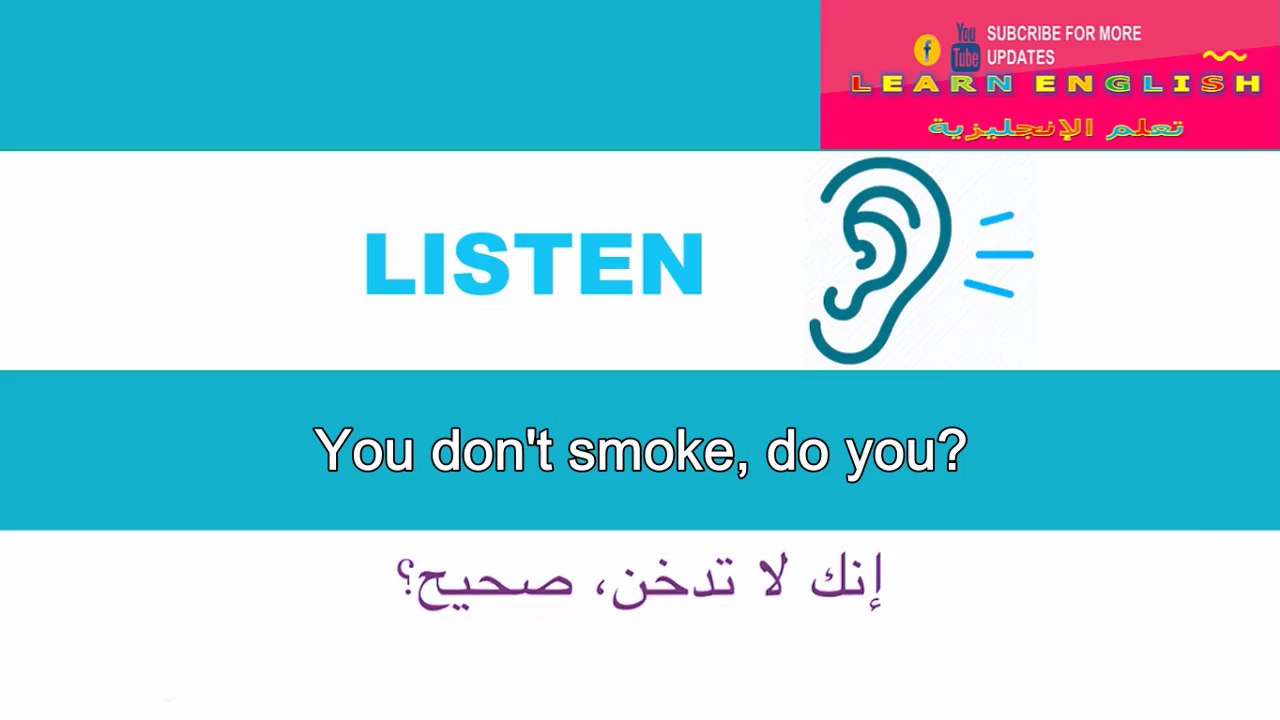 You SUBCRIBE FOR MORE
f Tube UPDATES
LEARN ENGLISH
تعلم الإنجليزية
LISTEN
You don't smoke, do you?
إنك لا تدخن، صحيح؟